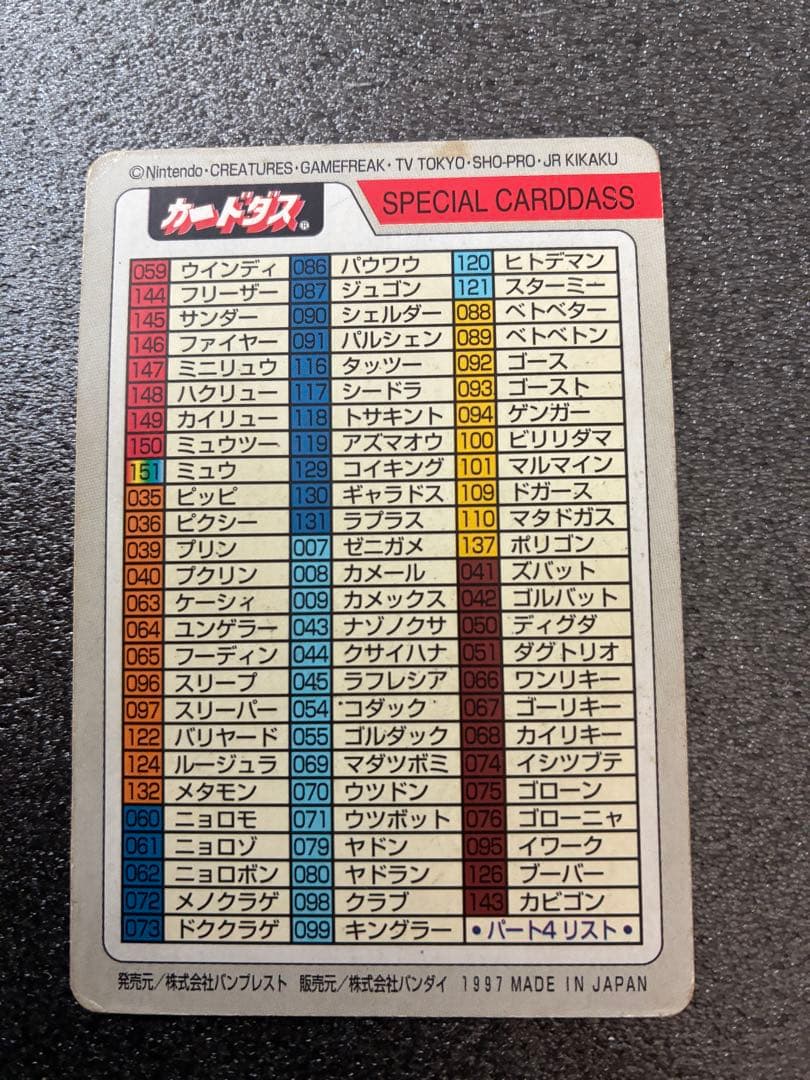 ©Nintendo・CREATURES・GAMEFREAK・TV TOKYO・SHO-PRO・JR KIKAKU
カードダス®
SPECIAL CARDDASS
059 ウインディ 086 パウワウ 120 ヒトデマン
144 フリーザー 087 ジュゴン 121 スターミー
145 サンダー 090 シェルダー 088 ベトベター
146 ファイヤー 091 パルシェン 089 ベトベトン
147 ミニリュウ 116 タッツー 092 ゴース
148 ハクリュー 117 シードラ 093 ゴースト
149 カイリュー 118 トサキント 094 ゲンガー
150 ミュウツー 119 アズマオウ 100 ビリリダマ
151 ミュウ 129 コイキング 101 マルマイン
035 ピッピ 130 ギャラドス 109 ドガース
036 ピクシー 131 ラプラス 110 マタドガス
039 プリン 007 ゼニガメ 137 ポリゴン
040 プクリン 008 カメール 041 ズバット
063 ケーシィ 009 カメックス 042 ゴルバット
064 ユンゲラー 043 ナゾノクサ 050 ディグダ
065 フーディン 044 クサイハナ 051 ダグトリオ
096 スリープ 045 ラフレシア 066 ワンリキー
097 スリーパー 054 コダック 067 ゴーリキー
122 バリヤード 055 ゴルダック 068 カイリキー
124 ルージュラ 069 マダツボミ 074 イシツブテ
132 メタモン 070 ウツドン 075 ゴローン
060 ニョロモ 071 ウツボット 076 ゴローニャ
061 ニョロゾ 079 ヤドン 095 イワーク
062 ニョロボン 080 ヤドラン 126 ブーバー
072 メノクラゲ 098 クラブ 143 カビゴン
073 ドククラゲ 099 キングラー •パート4リスト•
発売元/株式会社バンプレスト 販売元/株式会社バンダイ 1997 MADE IN JAPAN